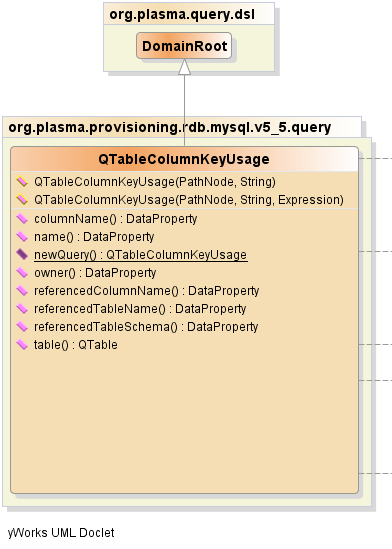 org.plasma.query.dsl
DomainRoot
org.plasma.provisioning.rdb.mysql.v5_5.query
QTableColumnKeyUsage
QTableColumnKeyUsage(PathNode, String)
QTableColumnKeyUsage(PathNode, String, Expression)
columnName() : DataProperty
name() : DataProperty
newQuery() : QTableColumnKeyUsage
owner() : DataProperty
referencedColumnName() : DataProperty
referencedTableName() : DataProperty
referencedTableSchema() : DataProperty
table() : QTable
yWorks UML Doclet